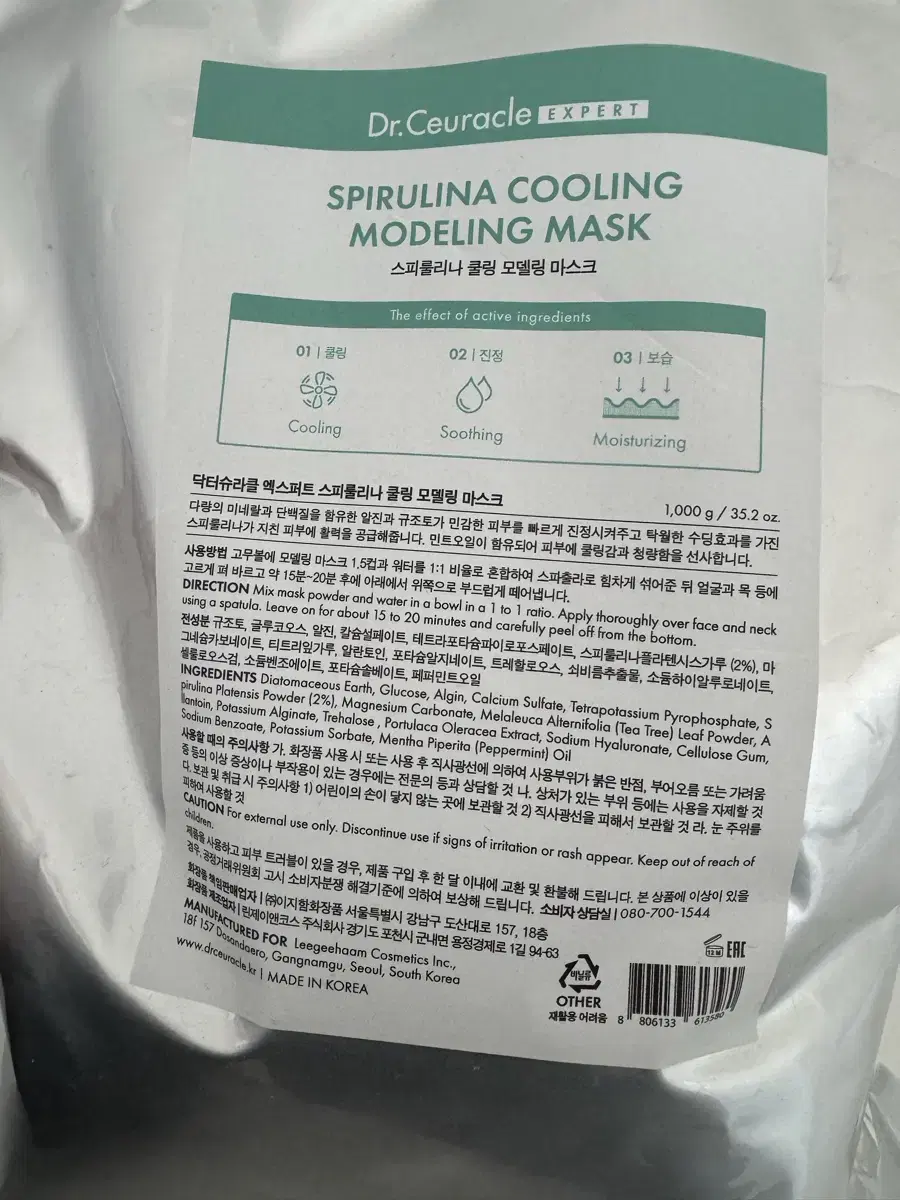 Dr.Ceuracle EXPERT
SPIRULINA COOLING
MODELING MASK
스피룰리나 쿨링 모델링 마스크
The effect of active ingredients
01 | 쿨링
Cooling
02 | 진정
Soothing
03 | 보습
Moisturizing
닥터슈라클 엑스퍼트 스피룰리나 쿨링 모델링 마스크
1,000 g / 35.2 oz.
다량의 미네랄과 단백질을 함유한 알진과 규조토가 민감한 피부를 빠르게 진정시켜주고 탁월한 수딩효과를 가진
스피룰리나가 지친 피부에 활력을 공급해줍니다. 민트오일이 함유되어 피부에 쿨링감과 청량함을 선사합니다.
사용방법 고무볼에 모델링 마스크 1,5컵과 워터를 1:1 비율로 혼합하여 스파출라로 힘차게 섞어준 뒤 얼굴과 목 등에
고르게 펴 바르고 약 15분~20분 후에 아래에서 위쪽으로 부드럽게 떼어냅니다.
DIRECTION Mix mask powder and water in a bowl in a 1 to 1 ratio. Apply thoroughly over face and neck
using a spatula. Leave on for about 15 to 20 minutes and carefully peel off from the bottom.
전성분 규조토, 글루코오스, 알진, 칼슘설페이트, 테트라포타슘파이로포스페이트, 스피룰리나플라텐시스가루 (2%), 마
그네슘카보네이트, 티트리잎가루, 알란토인, 포타슘알지네이트, 트레할로오스, 쇠비름추출물, 소듐하이알루로네이트,
셀룰로오스검, 소듐벤조에이트, 포타슘솔베이트, 페퍼민트오일
INGREDIENTS Diatomaceous Earth, Glucose, Algin, Calcium Sulfate, Tetrapotassium Pyrophosphate, S
pirulina Platensis Powder (2%), Magnesium Carbonate, Melaleuca Alternifolia (Tea Tree) Leaf Powder, A
llantoin, Potassium Alginate, Trehalose , Portulaca Oleracea Extract, Sodium Hyaluronate, Cellulose Gum,
Sodium Benzoate, Potassium Sorbate, Mentha Piperita (Peppermint) Oil
사용할 때의 주의사항 가. 화장품 사용 시 또는 사용 후 직사광선에 의하여 사용부위가 붉은 반점, 부어오름 또는 가려움
증 등의 이상 증상이나 부작용이 있는 경우에는 전문의 등과 상담할 것 나. 상처가 있는 부위 등에는 사용을 자제할 것
다. 보관 및 취급 시 주의사항 1) 어린이의 손이 닿지 않는 곳에 보관할 것 2) 직사광선을 피해서 보관할 것 라. 눈 주위를
피하여 사용할 것
CAUTION For external use only. Discontinue use if signs of irritation or rash appear. Keep out of reach of
children.
제품을 사용하고 피부 트러블이 있을 경우, 제품 구입 후 한 달 이내에 교환 및 환불해 드립니다. 본 상품에 이상이 있을
경우, 공정거래위원회 고시 소비자분쟁 해결기준에 의하여 보상해 드립니다. 소비자 상담실 | 080-700-1544
화장품 책임판매업자 | ㈜이지함화장품 서울특별시 강남구 도산대로 157, 18층
화장품 제조업자 | 린제이앤코스 주식회사 경기도 포천시 군내면 용정경제로 1길 94-63
MANUFACTURED FOR Leegeehaam Cosmetics Inc.,
18f 157 Dosandaero, Gangnamgu, Seoul, South Korea
www.drceuracle.kr | MADE IN KOREA
12 M EAC
비닐류
OTHER
재활용 어려움
8 806133 613580